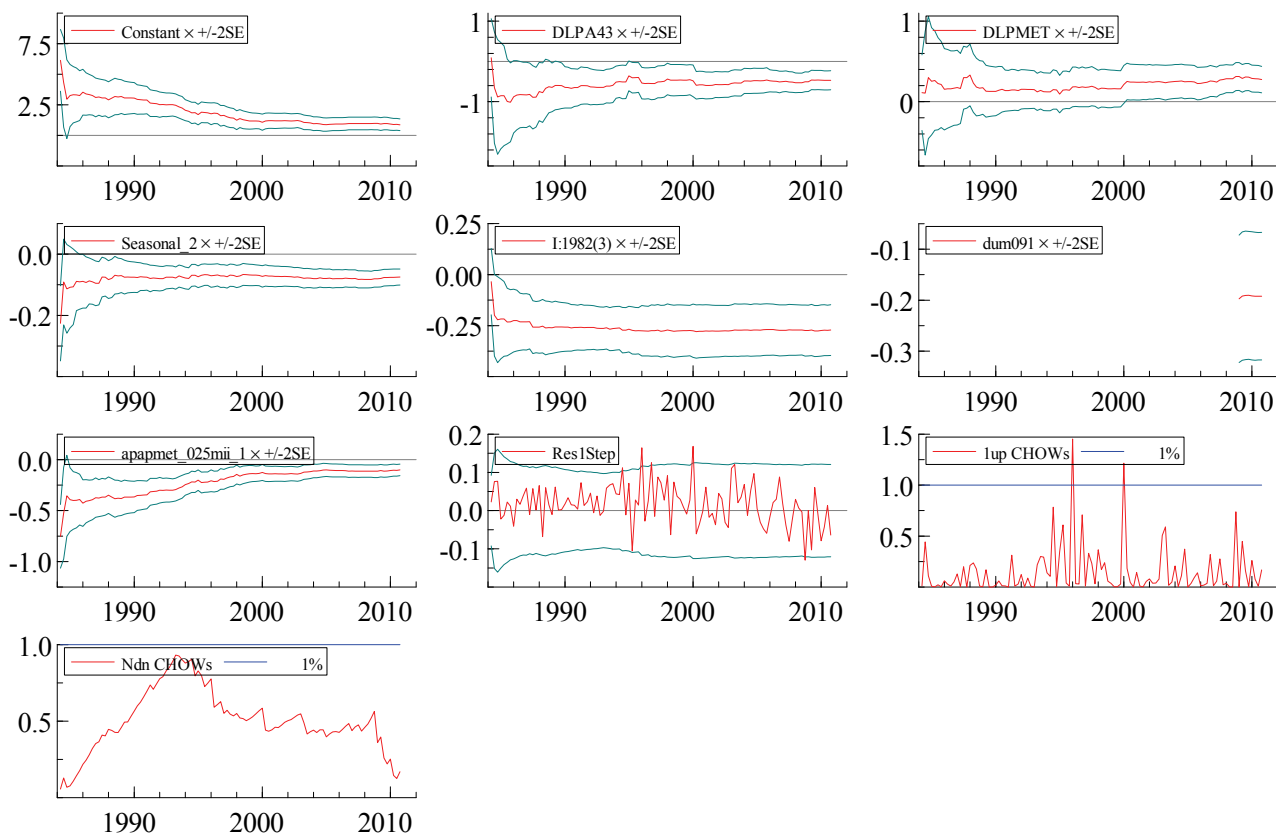 Constant × +/-2SE
7.5
2.5
1990 2000 2010
DLPA43 × +/-2SE
1
-1
1990 2000 2010
DLPMET × +/-2SE
1
0
1990 2000 2010
Seasonal_2 × +/-2SE
0.0
-0.2
1990 2000 2010
I:1982(3) × +/-2SE
0.25
0.00
-0.25
1990 2000 2010
dum091 × +/-2SE
-0.1
-0.2
-0.3
1990 2000 2010
apapmet_025mii_1 × +/-2SE
0.0
-0.5
-1.0
1990 2000 2010
Res1Step
0.2
0.1
0.0
-0.1
1990 2000 2010
1up CHOWs 1%
1.5
1.0
0.5
1990 2000 2010
Ndn CHOWs 1%
1.0
0.5
1990 2000 2010